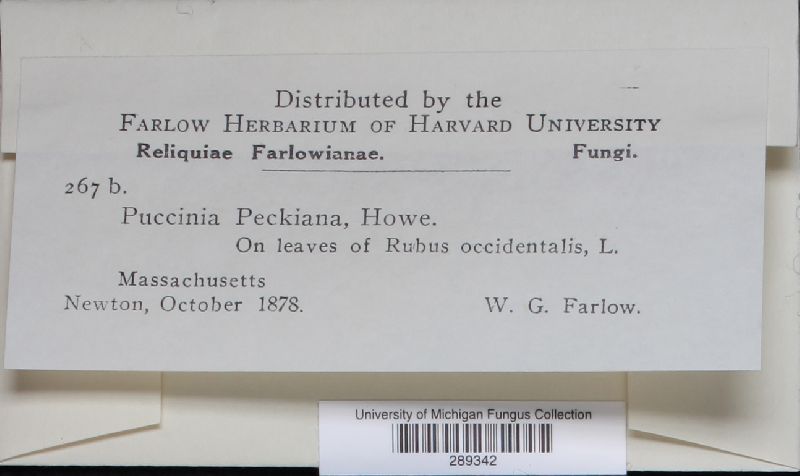 Distributed by the
Farlow Herbarium of Harvard University
Reliquiae Farlowianae. Fungi.
267 b.
Puccinia Peckiana, Howe.
On leaves of Rubus occidentalis, L.
Massachusetts
Newton, October 1878. W. G. Farlow.
University of Michigan Fungus Collection
289342